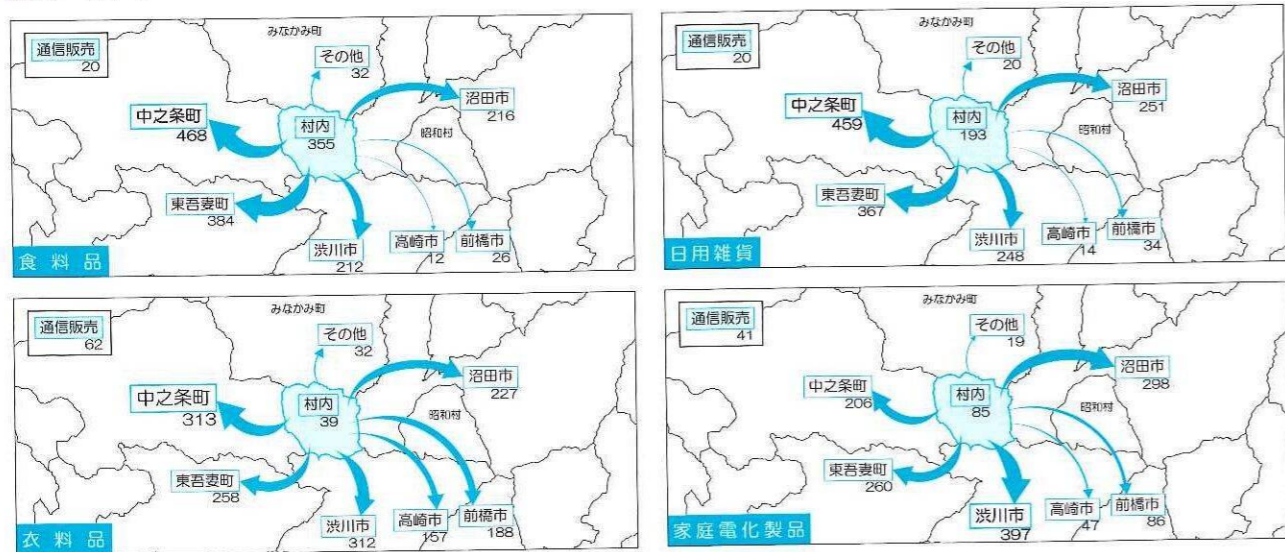 みなかみ町
通信販売
20
その他
32
中之条町
468
村内
355
沼田市
216
昭和村
東吾妻町
384
渋川市
212
高崎市
12
前橋市
26
食料品
みなかみ町
通信販売
20
その他
20
中之条町
459
村内
193
沼田市
251
昭和村
東吾妻町
367
渋川市
248
高崎市
14
前橋市
34
日用雑貨
みなかみ町
通信販売
62
その他
32
中之条町
313
村内
39
沼田市
227
昭和村
東吾妻町
258
渋川市
312
高崎市
前橋市
188
衣料品
みなかみ町
通信販売
41
その他
19
中之条町
206
村内
85
沼田市
298
昭和村
東吾妻町
260
渋川市
397
高崎市
47
前橋市
86
家庭電化製品